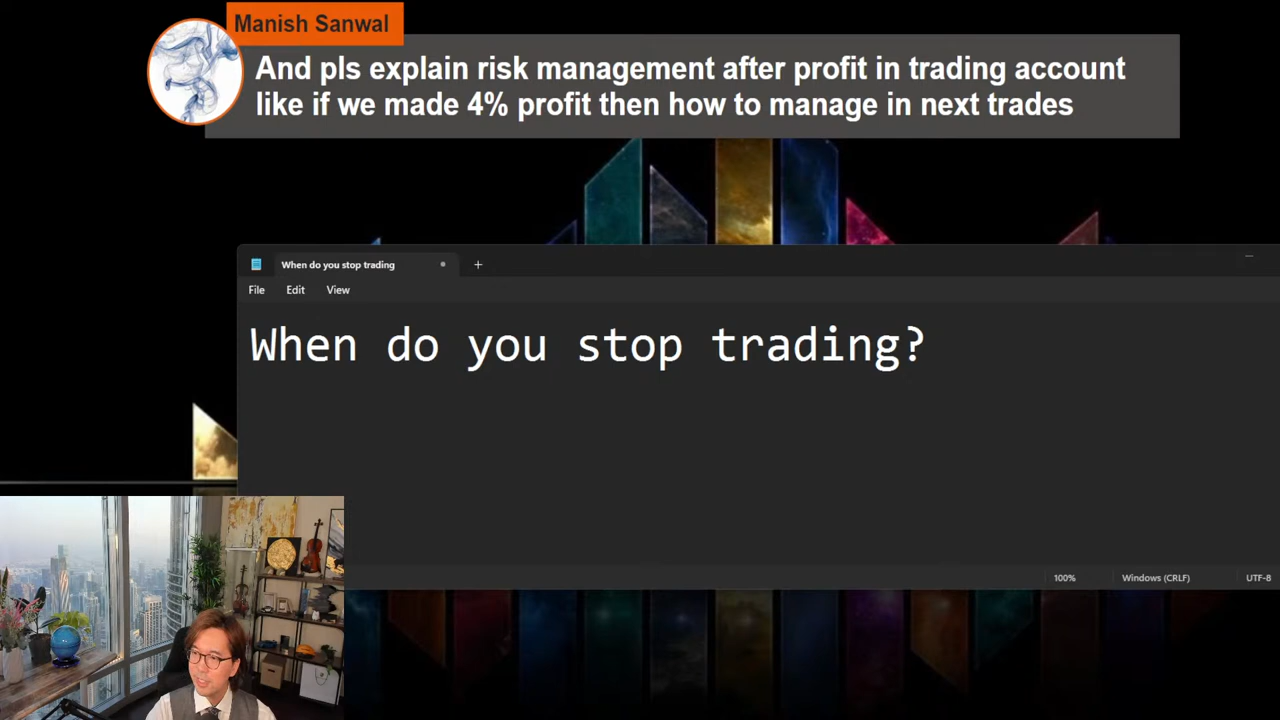 Manish Sanwal
And pls explain risk management after profit in trading account
like if we made 4% profit then how to manage in next trades
When do you stop trading
File Edit View
When do you stop trading?
100% Windows (CRLF) UTF-8